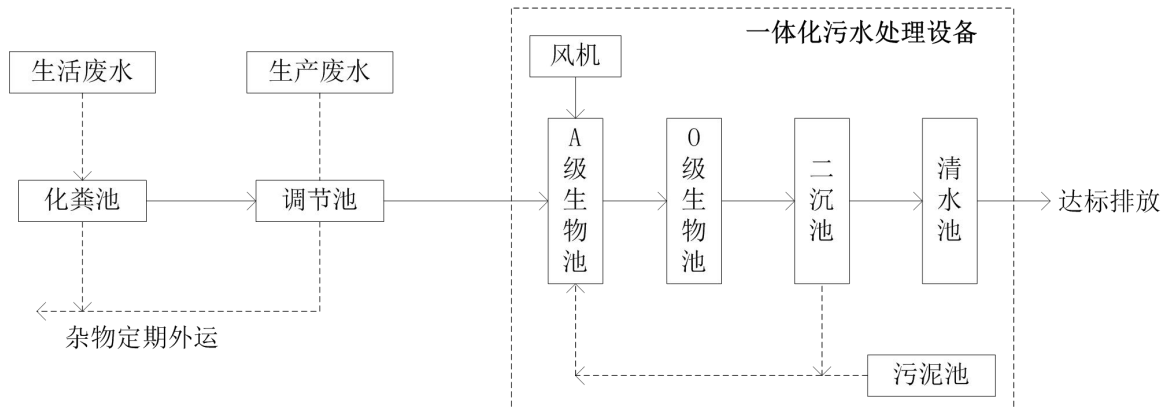 一体化污水处理设备
生活废水
生产废水
风机
化粪池
调节池
A级生物池
O级生物池
二沉池
清水池
达标排放
杂物定期外运
污泥池